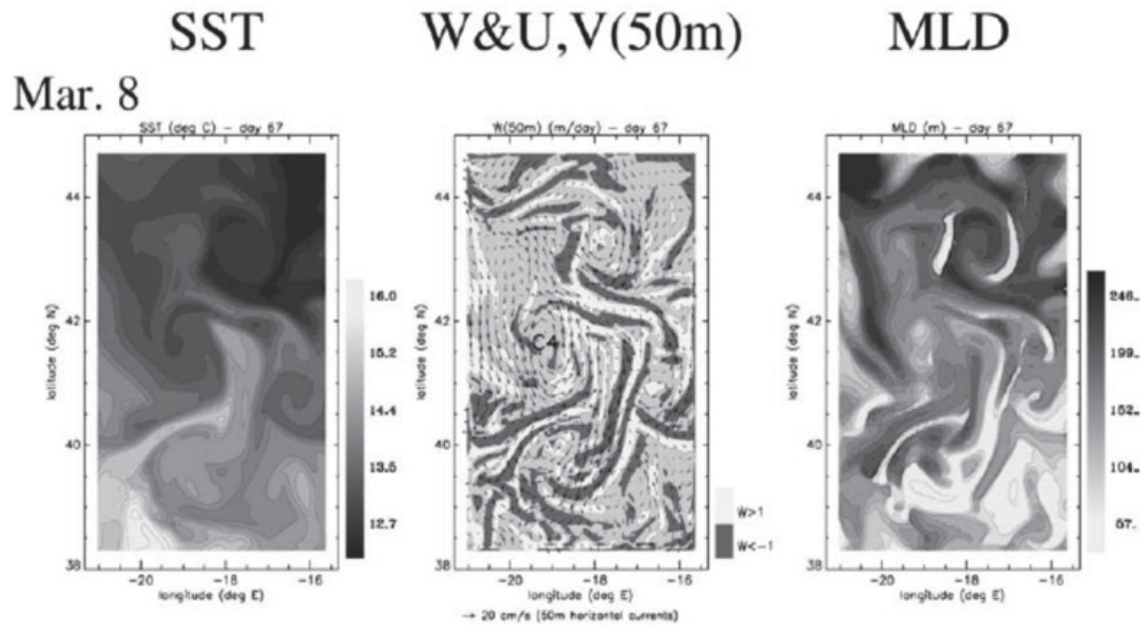 SST W&U,V(50m) MLD
Mar. 8
SST (deg C) - day 67
44
42
40
38
-20 -18 -16
latitude (deg N)
longitude (deg E)
16.0
15.2
14.4
13.5
12.7
W(50m) (m/day) - day 67
44
42
40
38
-20 -18 -16
latitude (deg N)
longitude (deg E)
C4
W>1
W<-1
→ 20 cm/s (50m horizontal currents)
MLD (m) - day 67
44
42
40
38
-20 -18 -16
latitude (deg N)
longitude (deg E)
246.
199.
152.
104.
57.